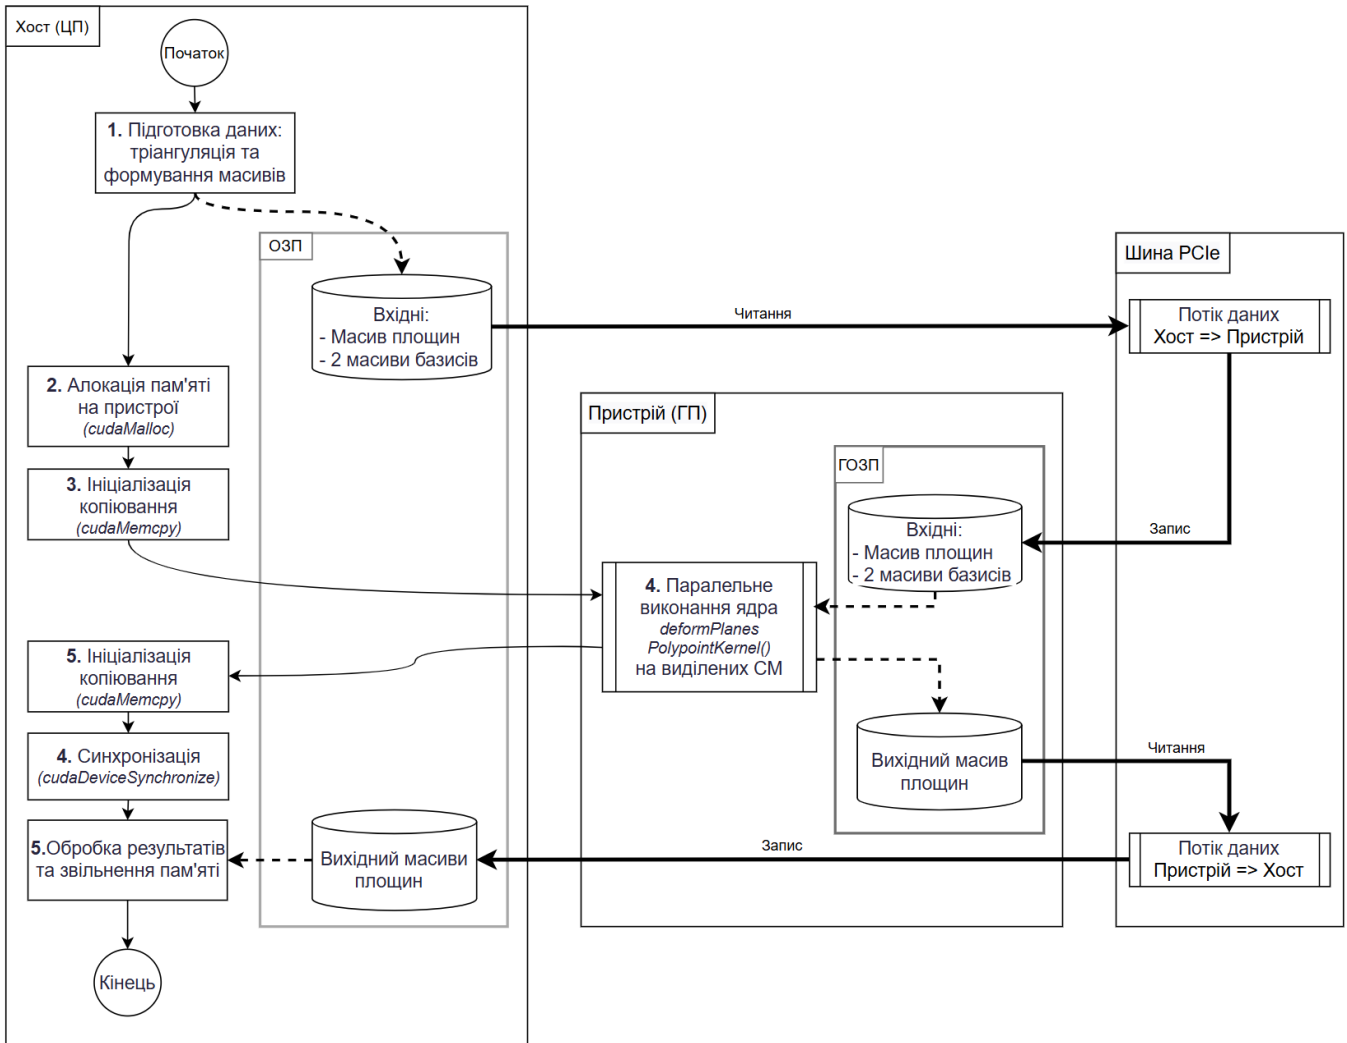 Хост (ЦП)
Початок
1. Підготовка даних:
тріангуляція та
формування масивів
ОЗП
Вхідні:
- Масив площин
- 2 масиви базисів
Читання
Шина PCIe
Потік даних
Хост => Пристрій
2. Алокація пам'яті
на пристрої
(cudaMalloc)
3. Ініціалізація
копіювання
(cudaMemcpy)
Пристрій (ГП)
ГОЗП
Вхідні:
- Масив площин
- 2 масиви базисів
Запис
4. Паралельне
виконання ядра
deformPlanes
PolypointKernel()
на виділених СМ
5. Ініціалізація
копіювання
(cudaMemcpy)
4. Синхронізація
(cudaDeviceSynchronize)
Вихідний масив
площин
Читання
5.Обробка результатів
та звільнення пам'яті
Вихідний масиви
площин
Запис
Потік даних
Пристрій => Хост
Кінець